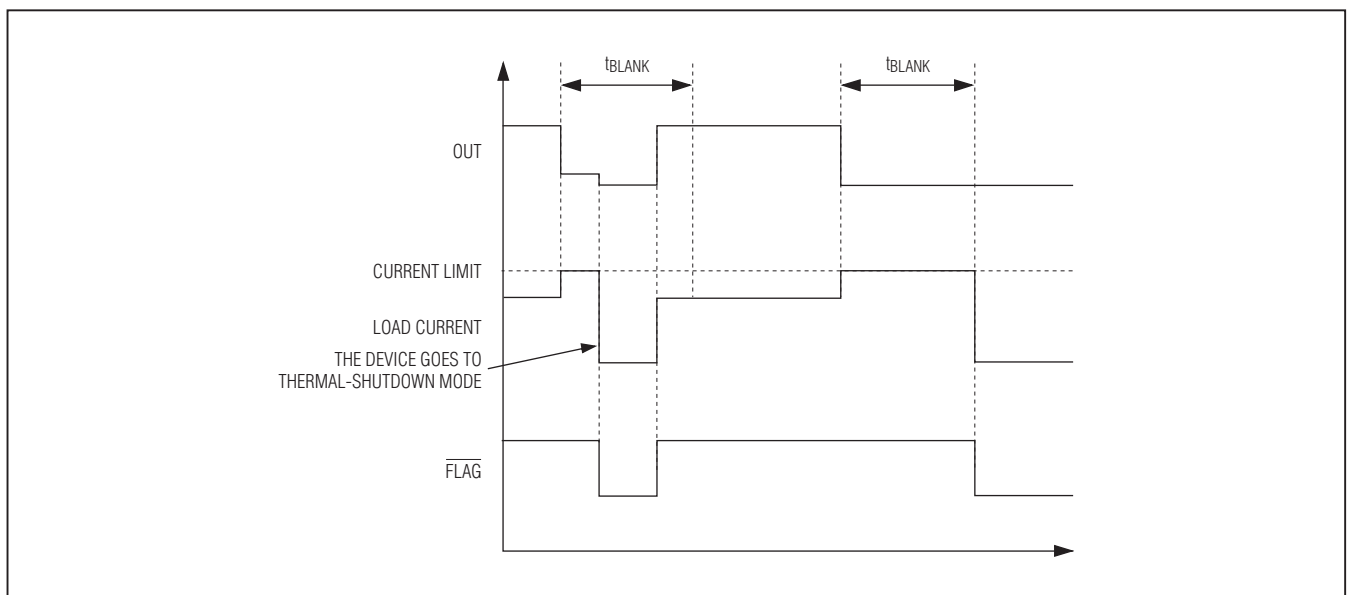 tBLANK
tBLANK
OUT
CURRENT LIMIT
LOAD CURRENT
THE DEVICE GOES TO
THERMAL-SHUTDOWN MODE
FLAG